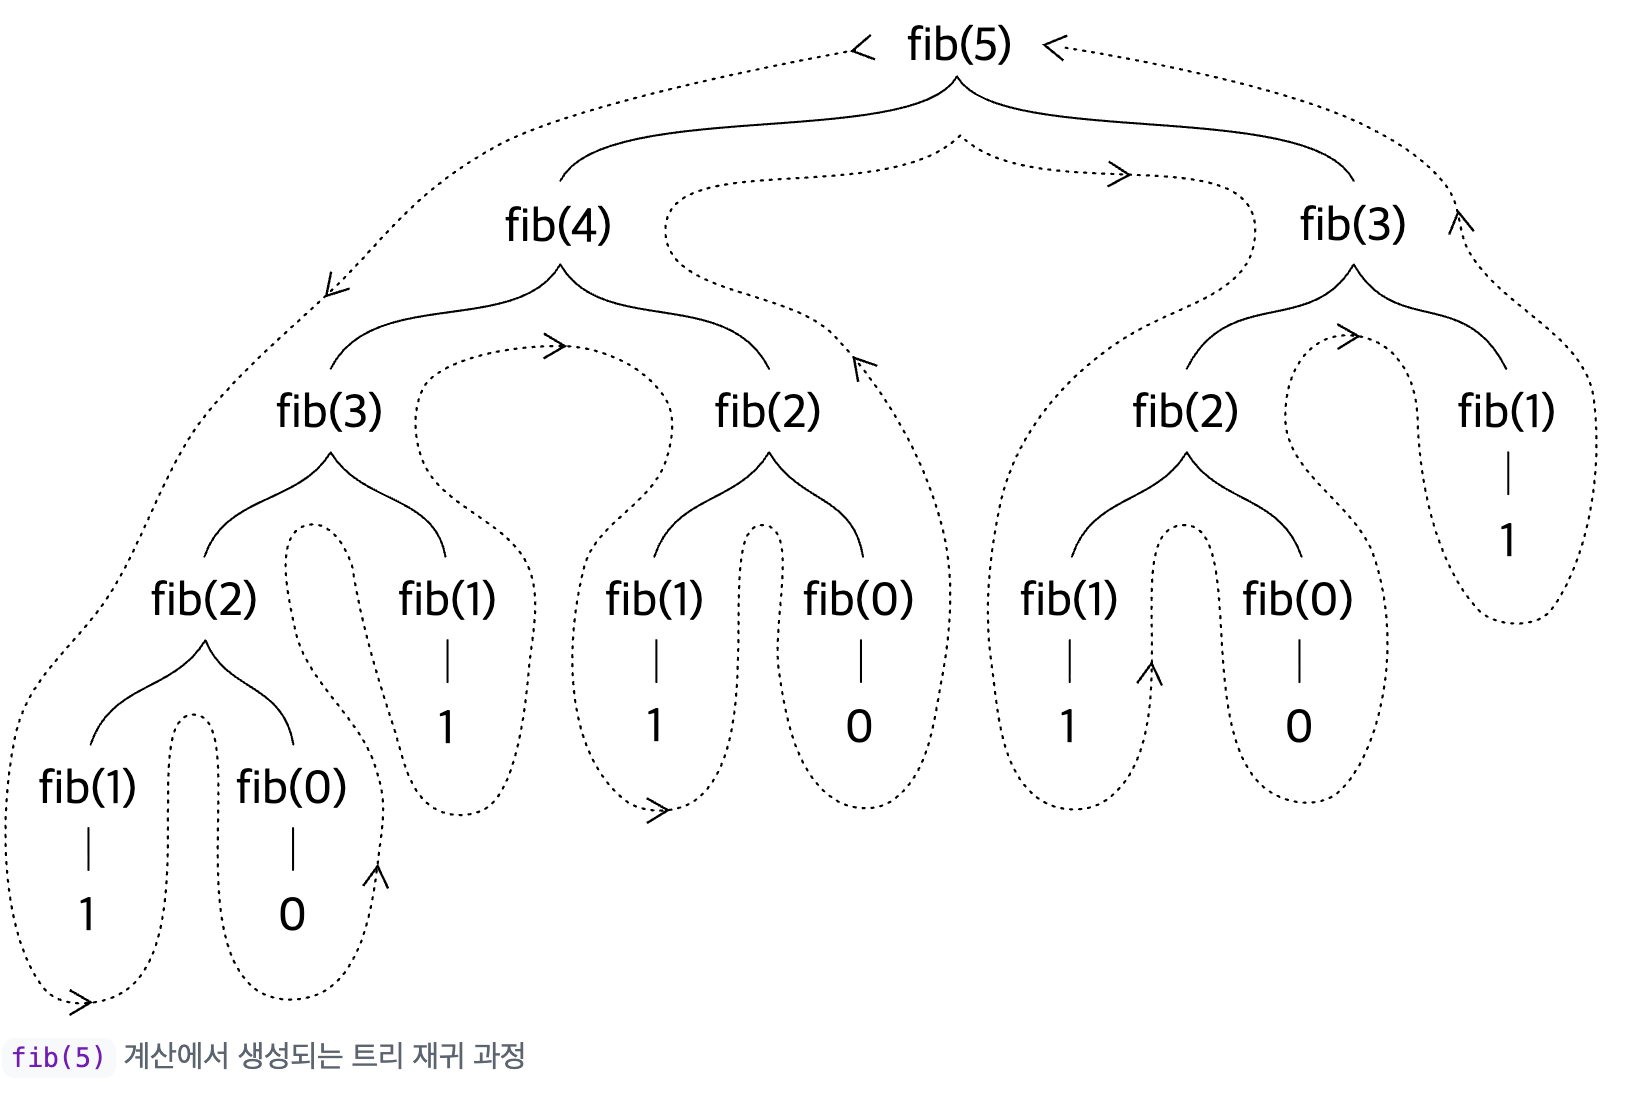 fib(5)
fib(4) fib(3)
fib(3) fib(2) fib(2) fib(1)
1
fib(2) fib(1) fib(1) fib(0) fib(1) fib(0)
1 1 0 1 0
fib(1) fib(0)
1 0
fib(5) 계산에서 생성되는 트리 재귀 과정